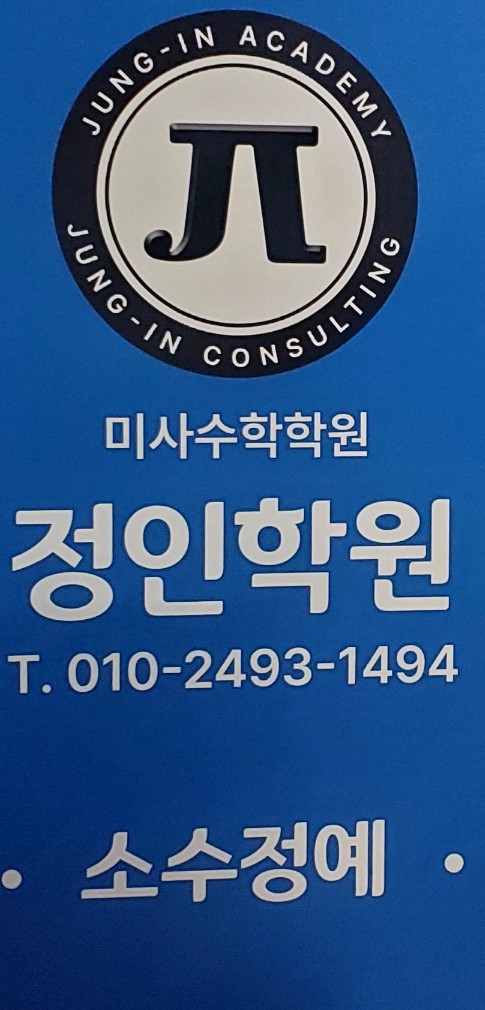 JUNG-IN ACADEMY
JUNG-IN CONSULTING
미사수학학원
정인학원
T. 010-2493-1494
• 소수정예 •